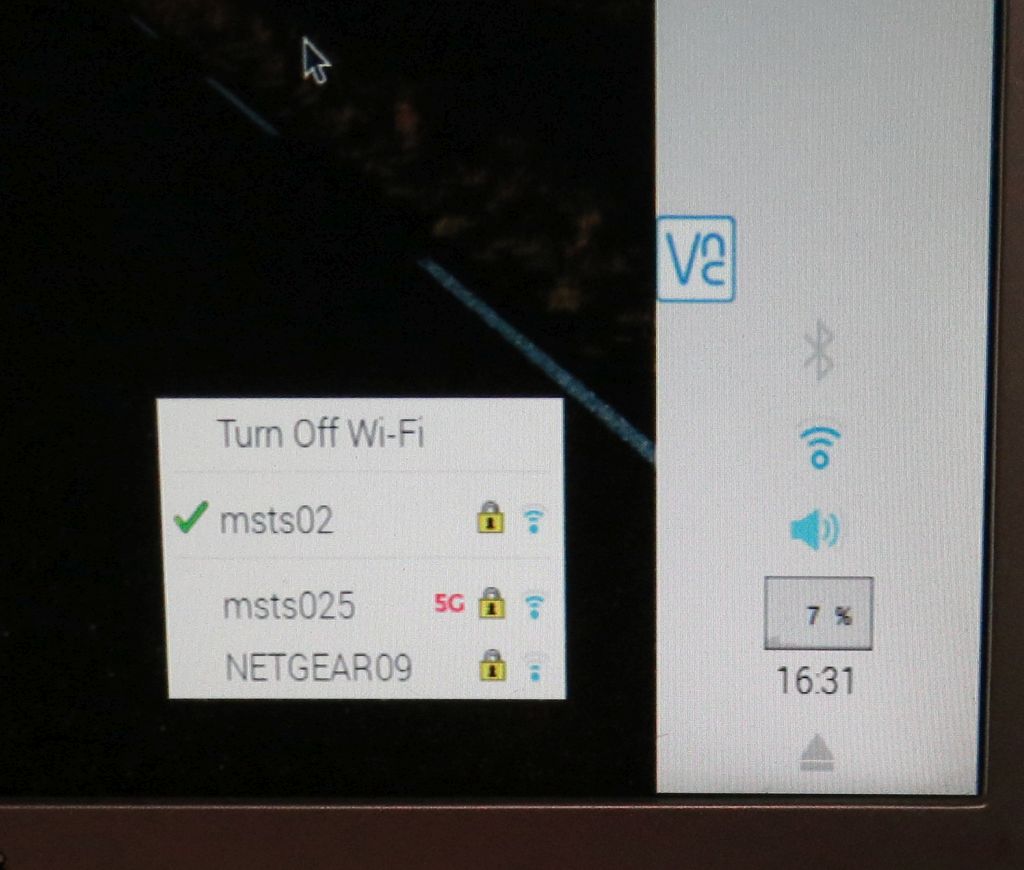 VNC
Turn Off Wi-Fi
msts02
msts025 5G
NETGEAR09
7 %
16:31